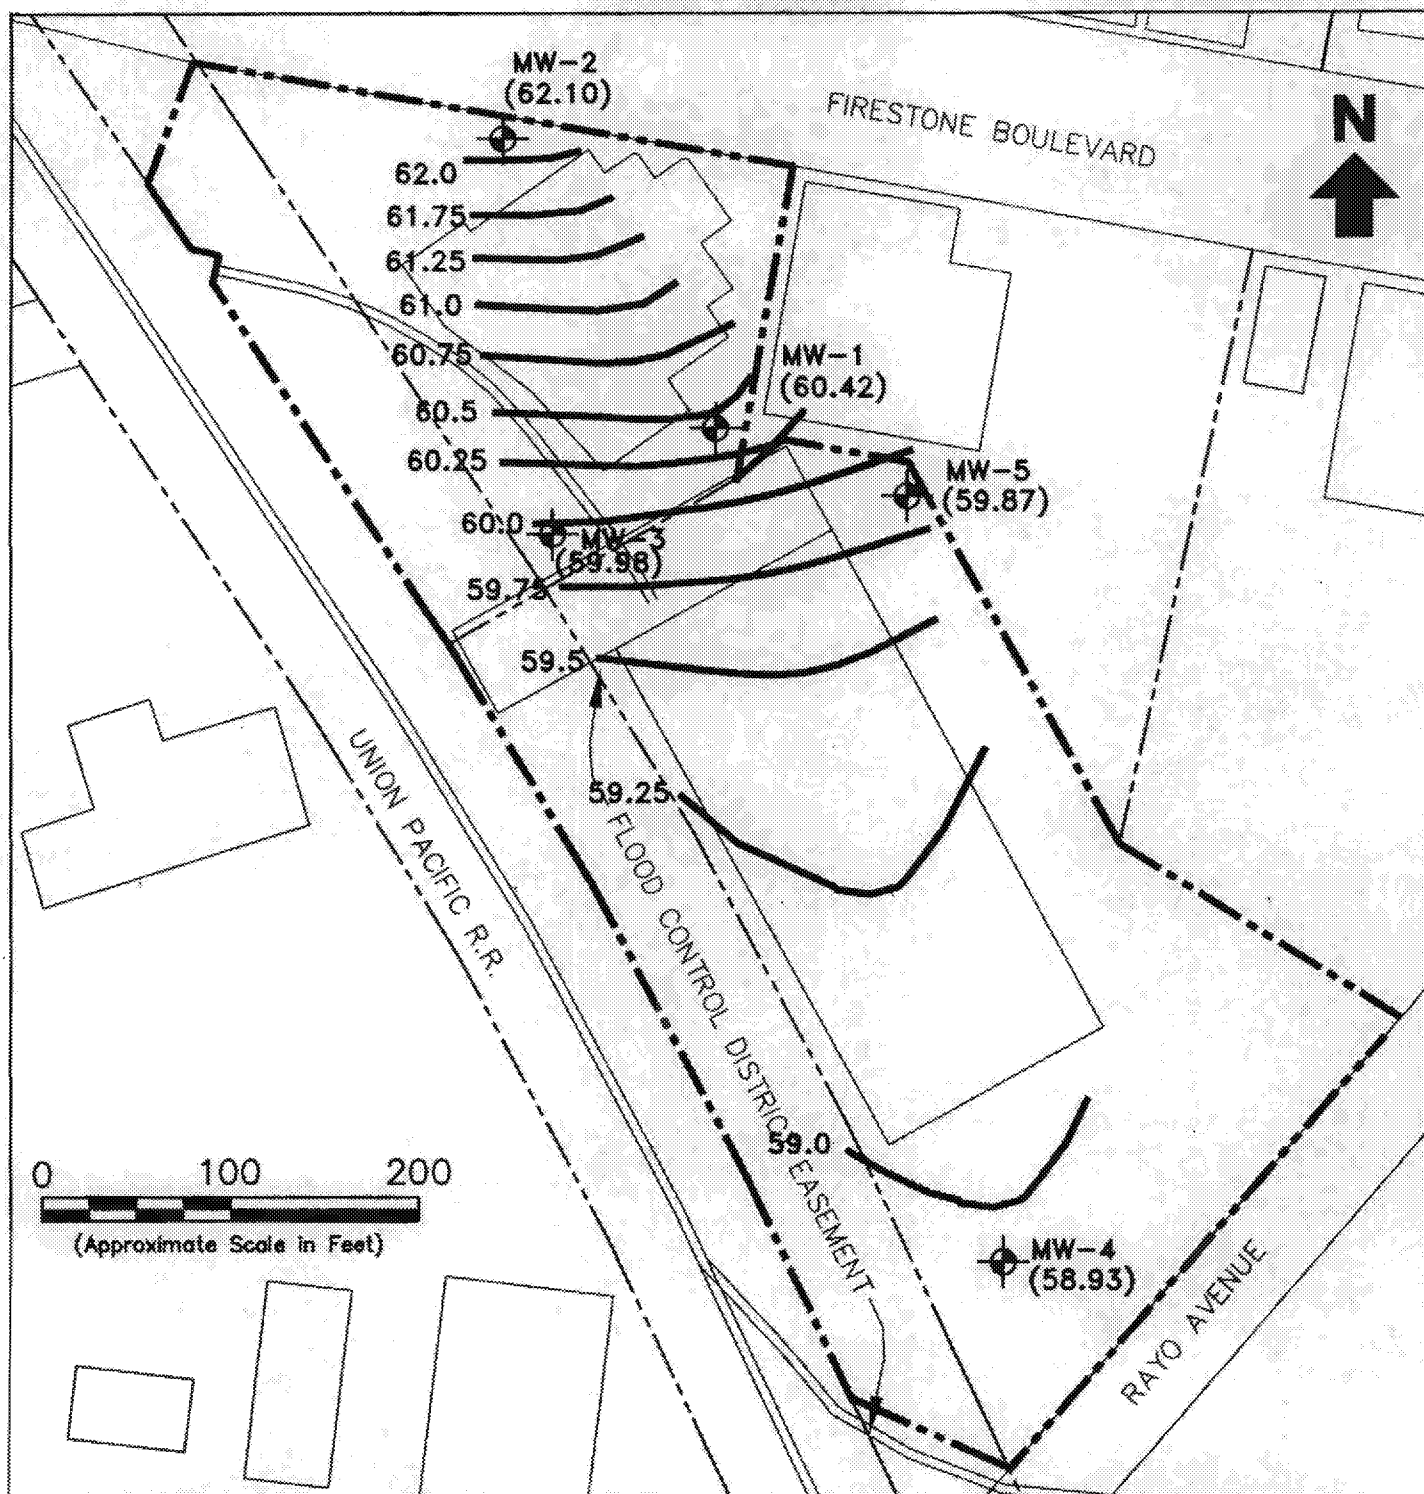 MW-2
(62.10)
FIRESTONE BOULEVARD
N
62.0
61.75
61.25
61.0
60.75
MW-1
(60.42)
60.5
60.25
MW-5
(59.87)
60.0
MW-3
(59.98)
59.75
59.5
59.25
UNION PACIFIC R.R.
FLOOD CONTROL DISTRICT EASEMENT
59.0
0 100 200
(Approximate Scale in Feet)
MW-4
(58.93)
RAYO AVENUE